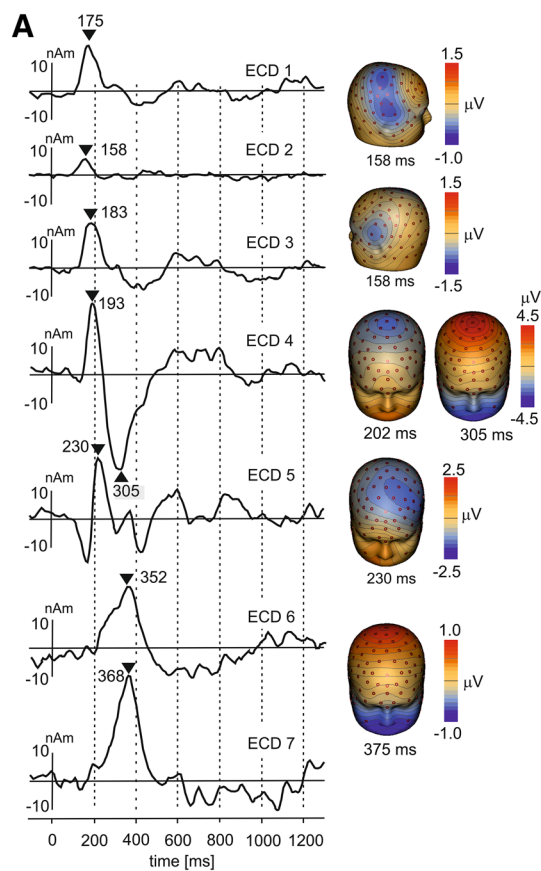 A
175
nAm
10
-10
ECD 1
1.5
μV
-1.0
158 ms
nAm
10
-10
158
ECD 2
nAm
10
-10
183
ECD 3
1.5
μV
-1.5
158 ms
nAm
10
-10
193
ECD 4
305
μV
4.5
-4.5
202 ms
305 ms
nAm
10
-10
230
ECD 5
2.5
μV
-2.5
230 ms
nAm
10
-10
352
ECD 6
1.0
μV
-1.0
375 ms
nAm
10
-10
368
ECD 7
0 200 400 600 800 1000 1200
time [ms]